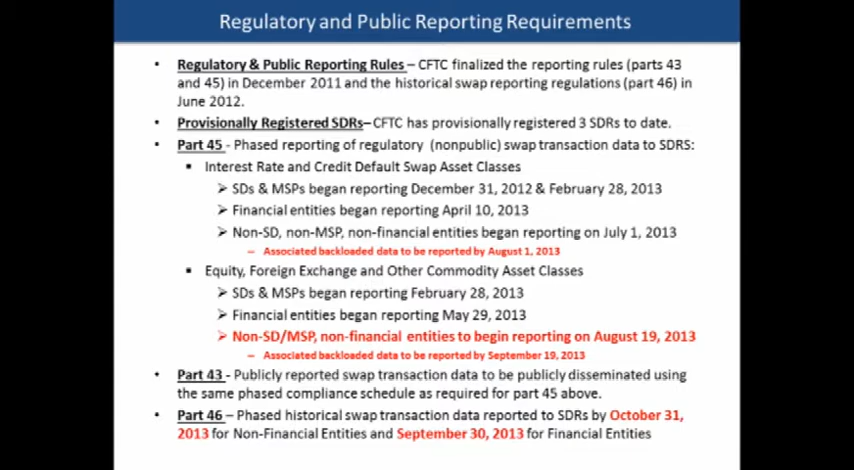 Regulatory and Public Reporting Requirements
• Regulatory & Public Reporting Rules – CFTC finalized the reporting rules (parts 43
and 45) in December 2011 and the historical swap reporting regulations (part 46) in
June 2012.
• Provisionally Registered SDRs– CFTC has provisionally registered 3 SDRs to date.
• Part 45 - Phased reporting of regulatory (nonpublic) swap transaction data to SDRS:
▪ Interest Rate and Credit Default Swap Asset Classes
➢ SDs & MSPs began reporting December 31, 2012 & February 28, 2013
➢ Financial entities began reporting April 10, 2013
➢ Non-SD, non-MSP, non-financial entities began reporting on July 1, 2013
– Associated backloaded data to be reported by August 1, 2013
▪ Equity, Foreign Exchange and Other Commodity Asset Classes
➢ SDs & MSPs began reporting February 28, 2013
➢ Financial entities began reporting May 29, 2013
➢ Non-SD/MSP, non-financial entities to begin reporting on August 19, 2013
– Associated backloaded data to be reported by September 19, 2013
• Part 43 - Publicly reported swap transaction data to be publicly disseminated using
the same phased compliance schedule as required for part 45 above.
• Part 46 – Phased historical swap transaction data reported to SDRs by October 31,
2013 for Non-Financial Entities and September 30, 2013 for Financial Entities